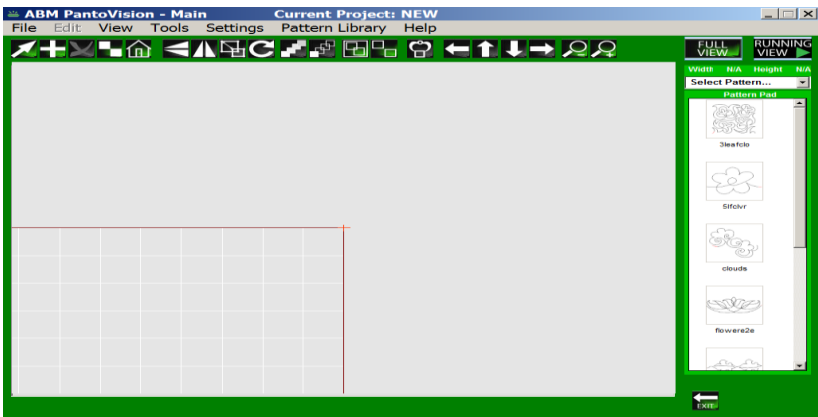 ABM PantoVision - Main Current Project: NEW
File Edit View Tools Settings Pattern Library Help
FULL VIEW
RUNNING VIEW
Width N/A Height N/A
Select Pattern...
Pattern Pad
3leafclo
5lfclvr
clouds
flowere2e
EXIT